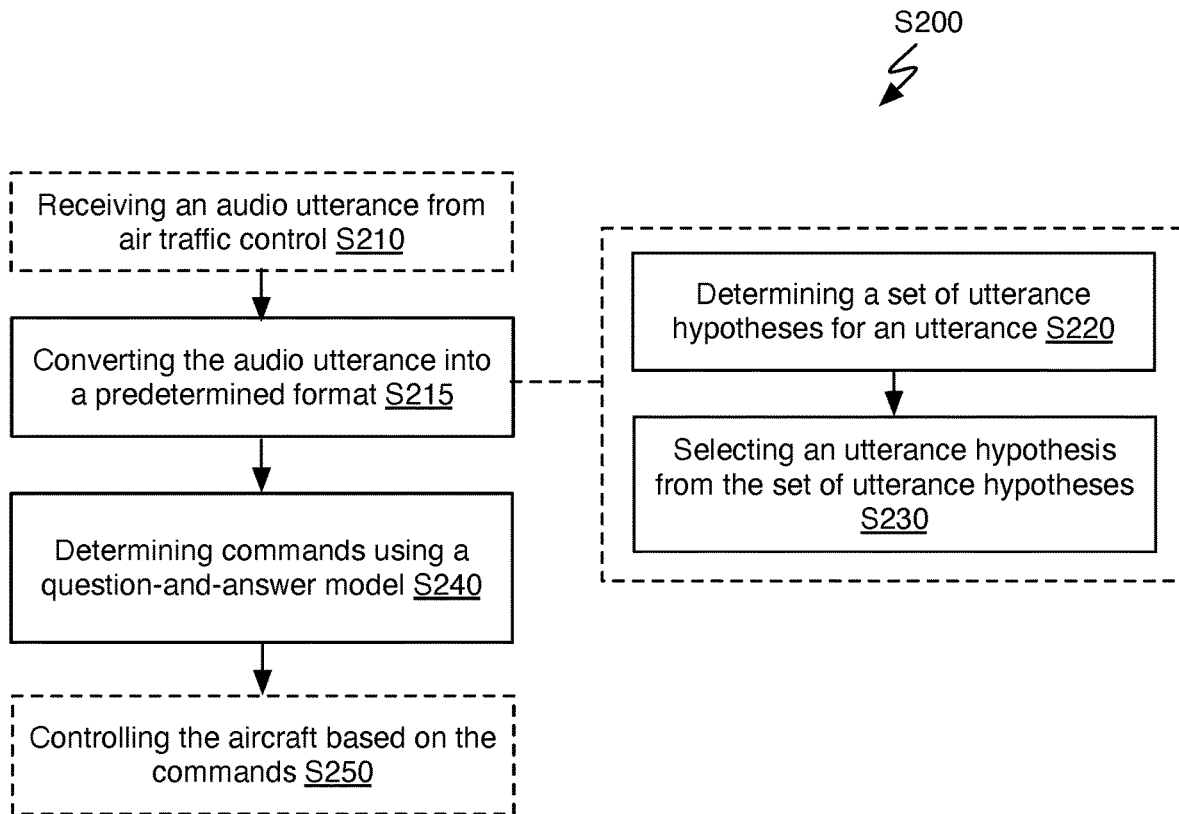 S200
Receiving an audio utterance from
air traffic control S210
Converting the audio utterance into
a predetermined format S215
Determining commands using a
question-and-answer model S240
Controlling the aircraft based on the
commands S250
Determining a set of utterance
hypotheses for an utterance S220
Selecting an utterance hypothesis
from the set of utterance hypotheses
S230